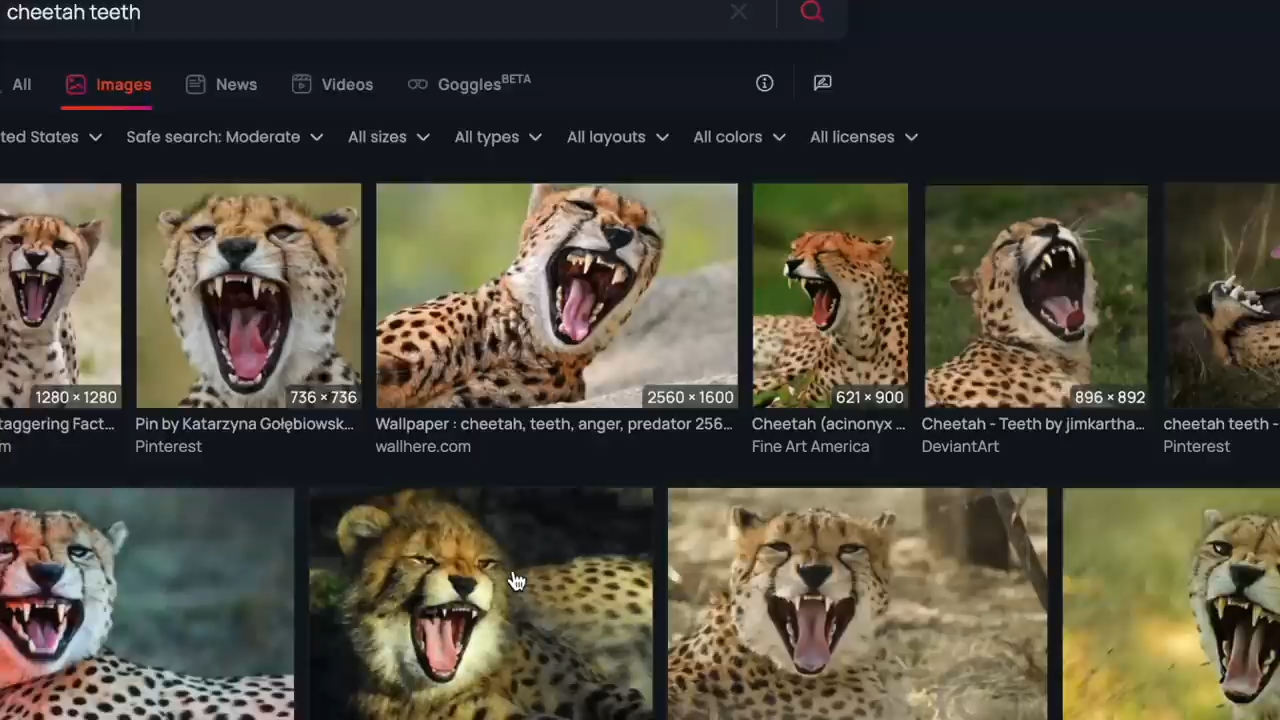 cheetah teeth
All Images News Videos Goggles BETA
ted States Safe search: Moderate All sizes All types All layouts All colors All licenses
1280 × 1280 736 × 736 2560 × 1600 621 × 900 896 × 892
taggering Fact... Pin by Katarzyna Gołębiowsk... Wallpaper : cheetah, teeth, anger, predator 256... Cheetah (acinonyx ... Cheetah - Teeth by jimkartha... cheetah teeth -
m Pinterest wallhere.com Fine Art America DeviantArt Pinterest